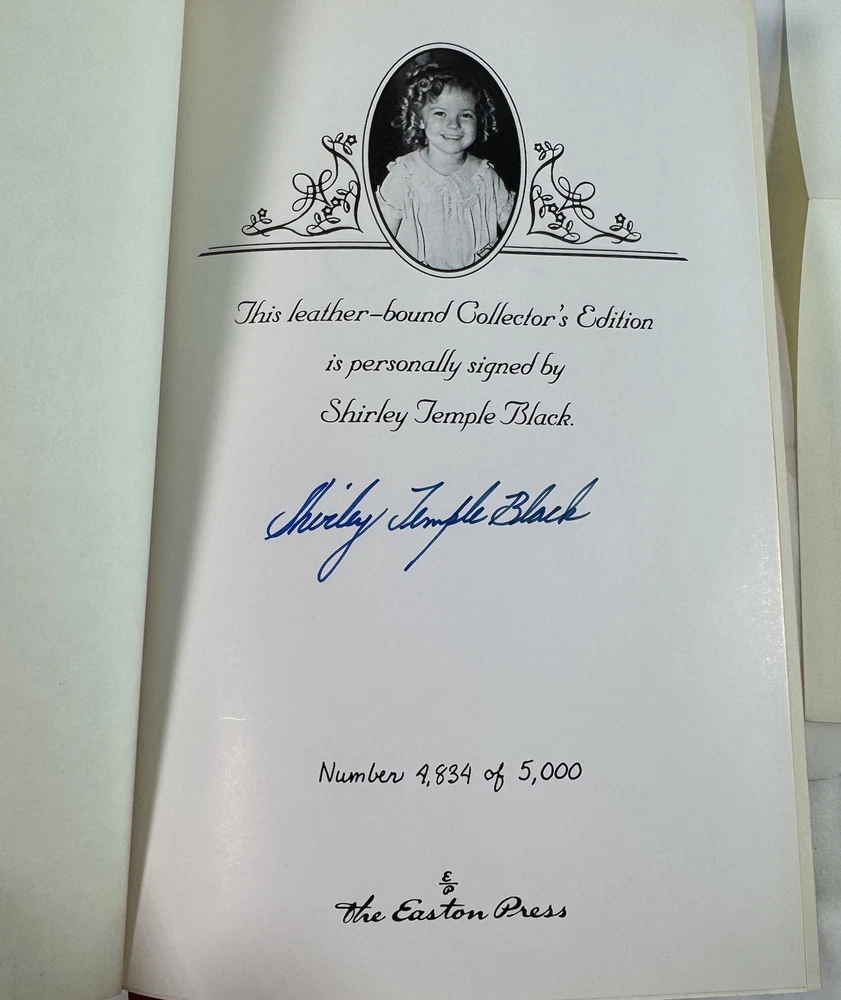 This leather-bound Collector's Edition
is personally signed by
Shirley Temple Black.
Shirley Temple Black
Number 4,834 of 5,000
E
P
the Easton Press